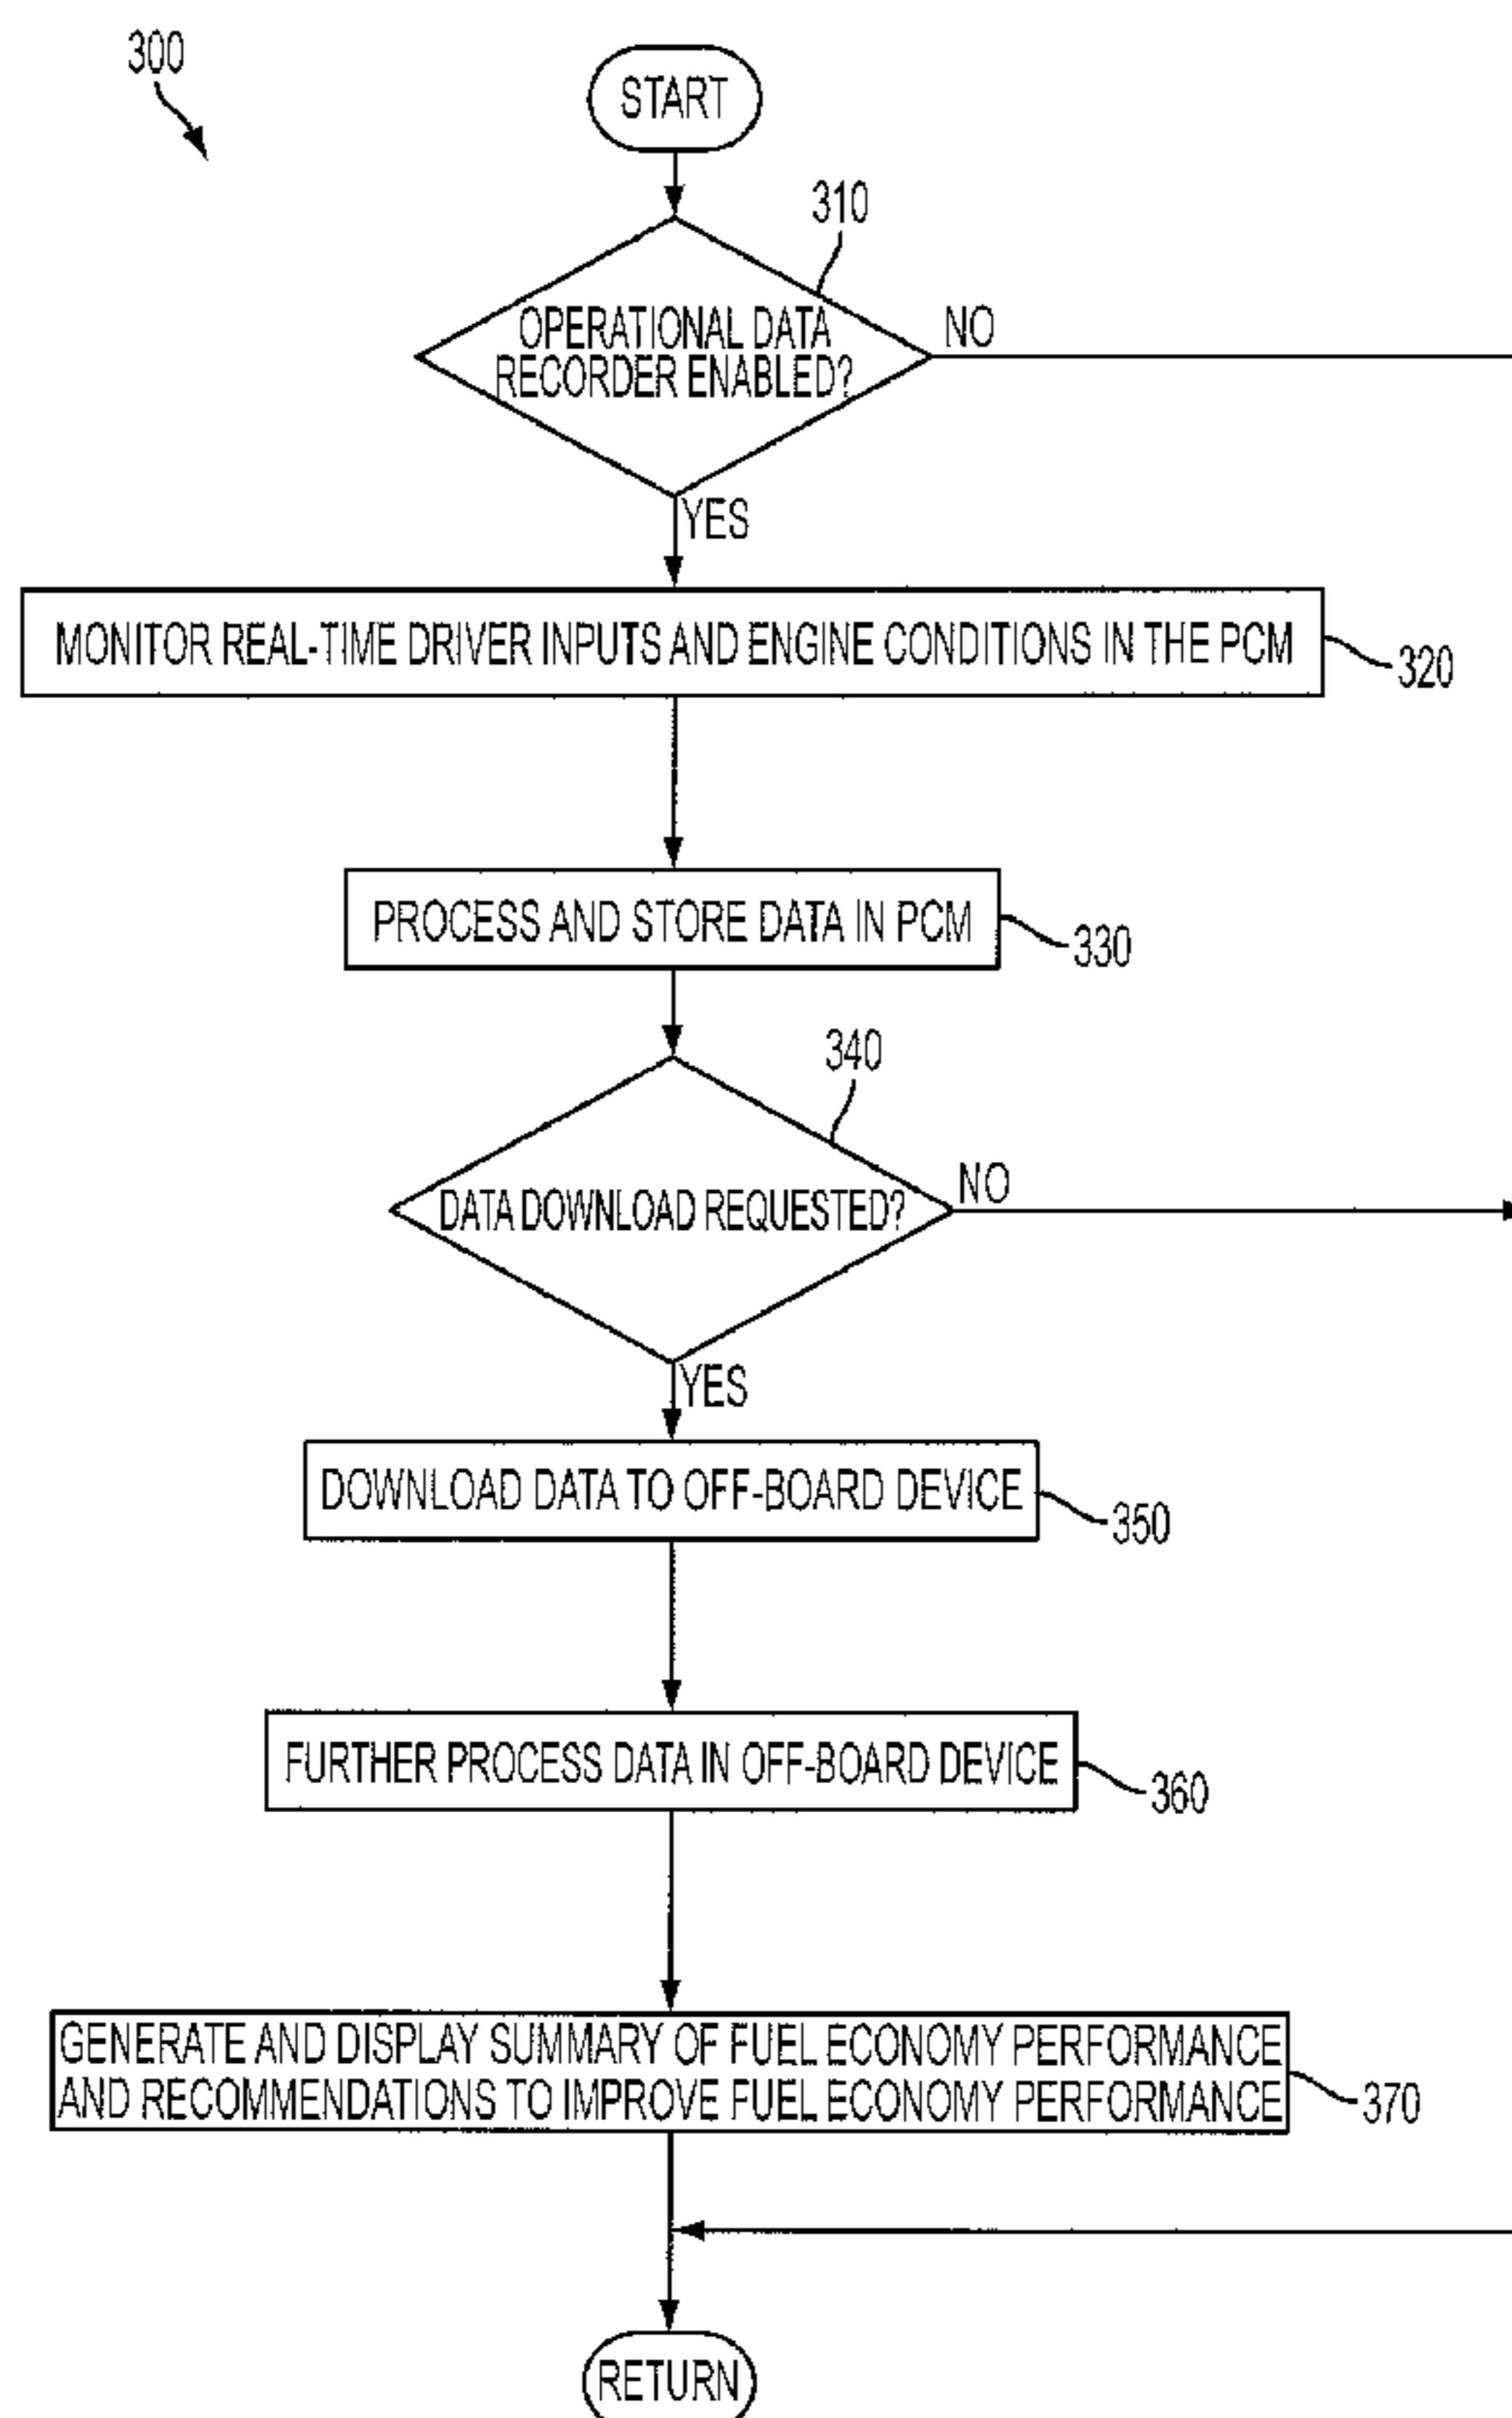 300
START
310
OPERATIONAL DATA
RECORDER ENABLED?
NO
YES
MONITOR REAL-TIME DRIVER INPUTS AND ENGINE CONDITIONS IN THE PCM
320
PROCESS AND STORE DATA IN PCM
330
340
DATA DOWNLOAD REQUESTED?
NO
YES
DOWNLOAD DATA TO OFF-BOARD DEVICE
350
FURTHER PROCESS DATA IN OFF-BOARD DEVICE
360
GENERATE AND DISPLAY SUMMARY OF FUEL ECONOMY PERFORMANCE
AND RECOMMENDATIONS TO IMPROVE FUEL ECONOMY PERFORMANCE
370
RETURN